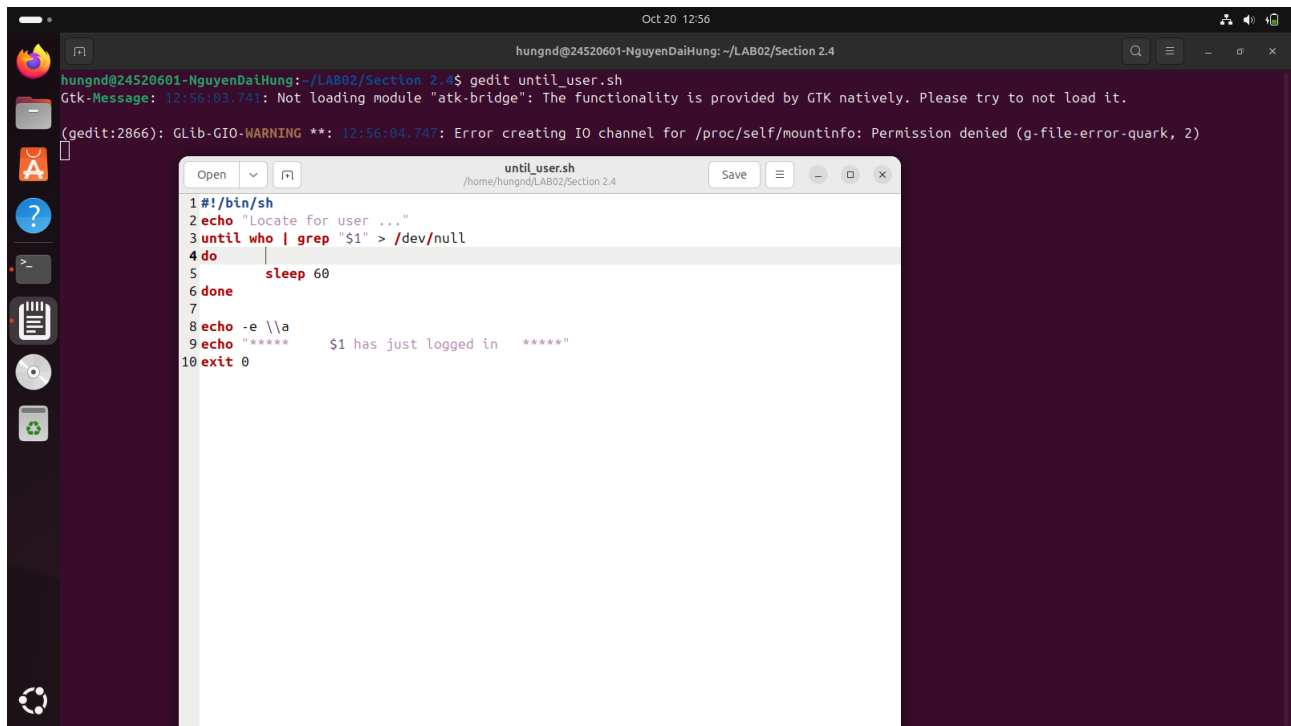 Oct 20 12:56
hungnd@24520601-NguyenDaiHung: ~/LAB02/Section 2.4
hungnd@24520601-NguyenDaiHung:~/LAB02/Section 2.4$ gedit until_user.sh
Gtk-Message: 12:56:03.741: Not loading module "atk-bridge": The functionality is provided by GTK natively. Please try to not load it.
(gedit:2866): GLib-GIO-WARNING **: 12:56:04.747: Error creating IO channel for /proc/self/mountinfo: Permission denied (g-file-error-quark, 2)
Open
until_user.sh
/home/hungnd/LAB02/Section 2.4
Save
1 #!/bin/sh
2 echo "Locate for user ..."
3 until who | grep "$1" > /dev/null
4 do
5         sleep 60
6 done
7
8 echo -e \\a
9 echo "*****     $1 has just logged in   *****"
10 exit 0